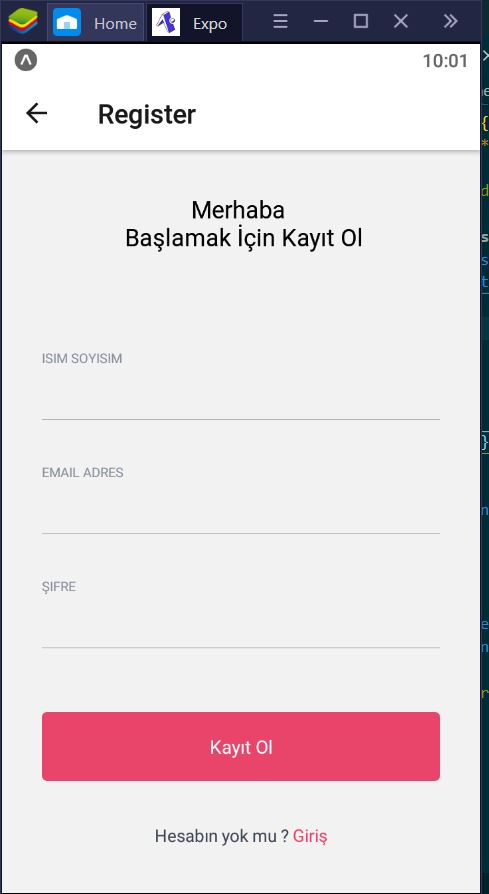 Home Expo
10:01
Register
Merhaba
Başlamak İçin Kayıt Ol
ISIM SOYISIM
EMAIL ADRES
ŞIFRE
Kayıt Ol
Hesabın yok mu ? Giriş